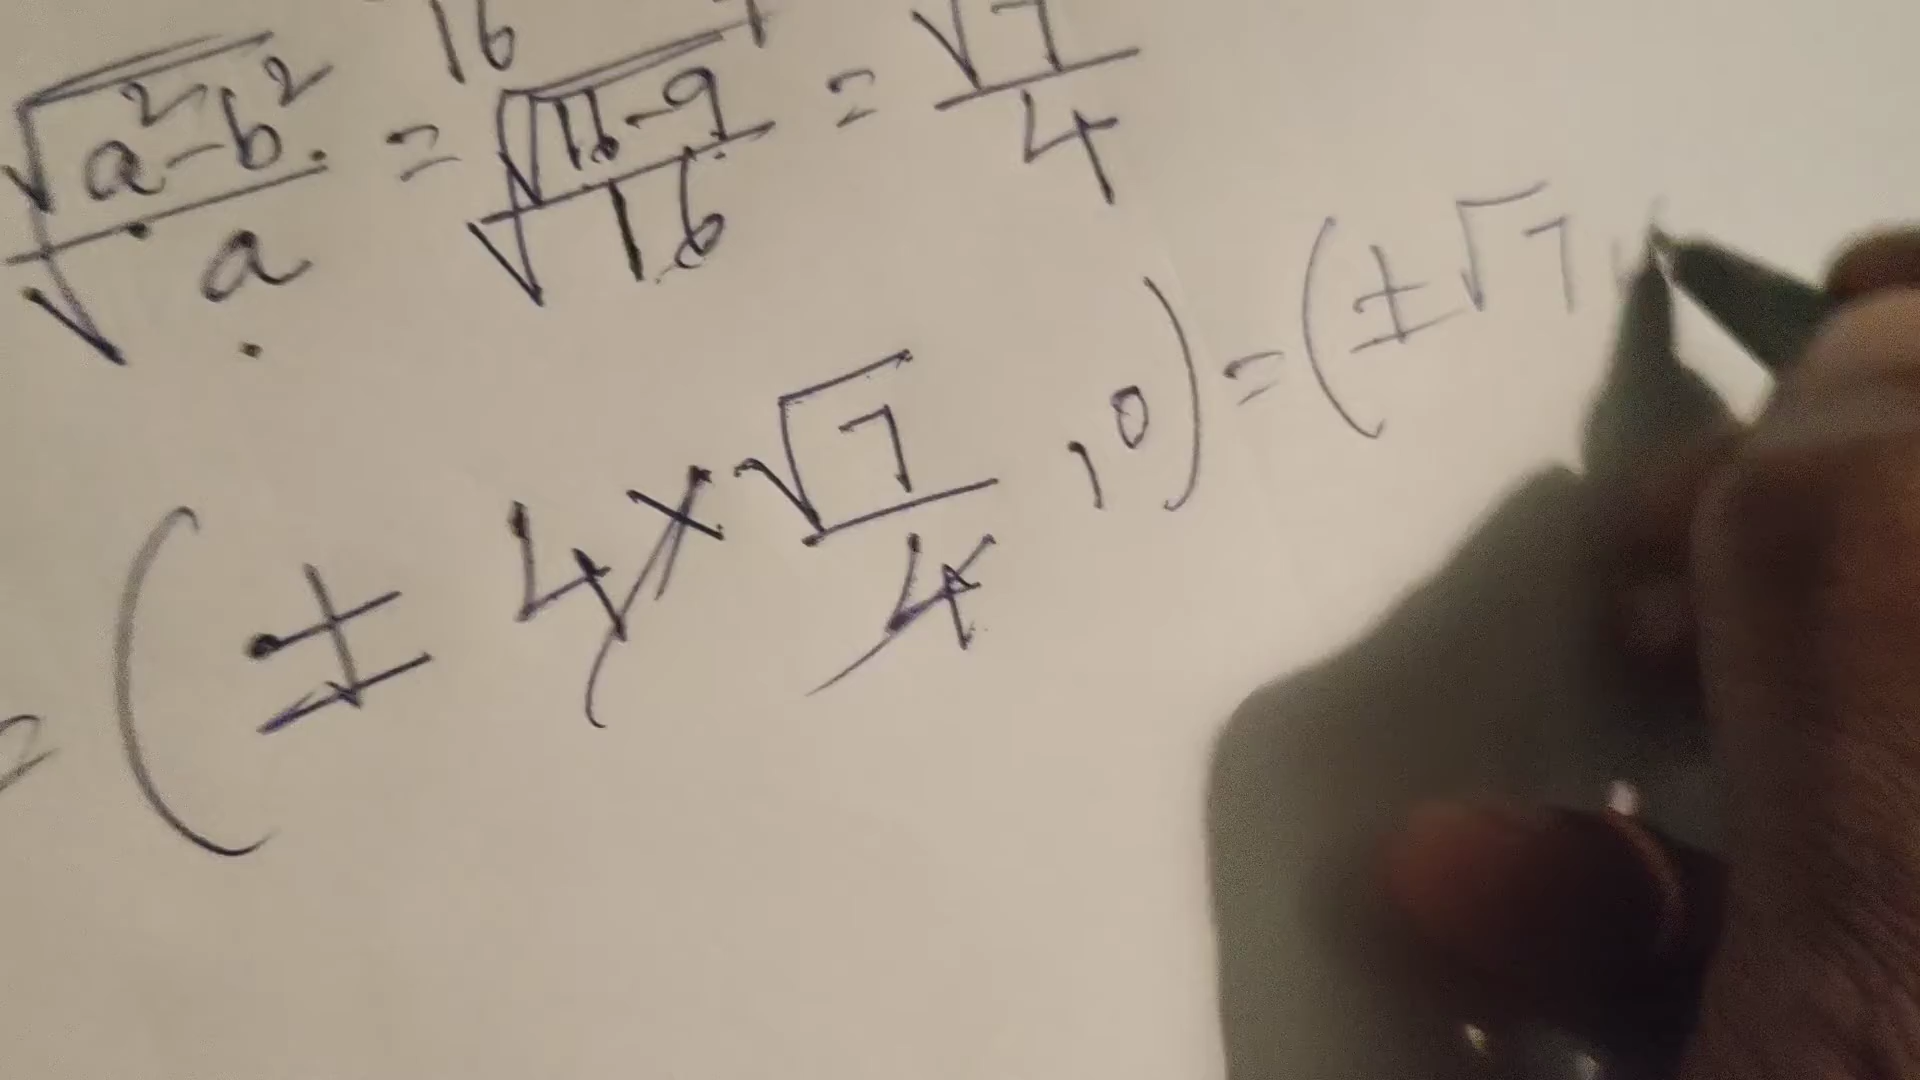 16
√(a²-b²)/√a = √(16-9)/√16 = √7/4
= (± 4 × √7/4 , 0) = (± √7